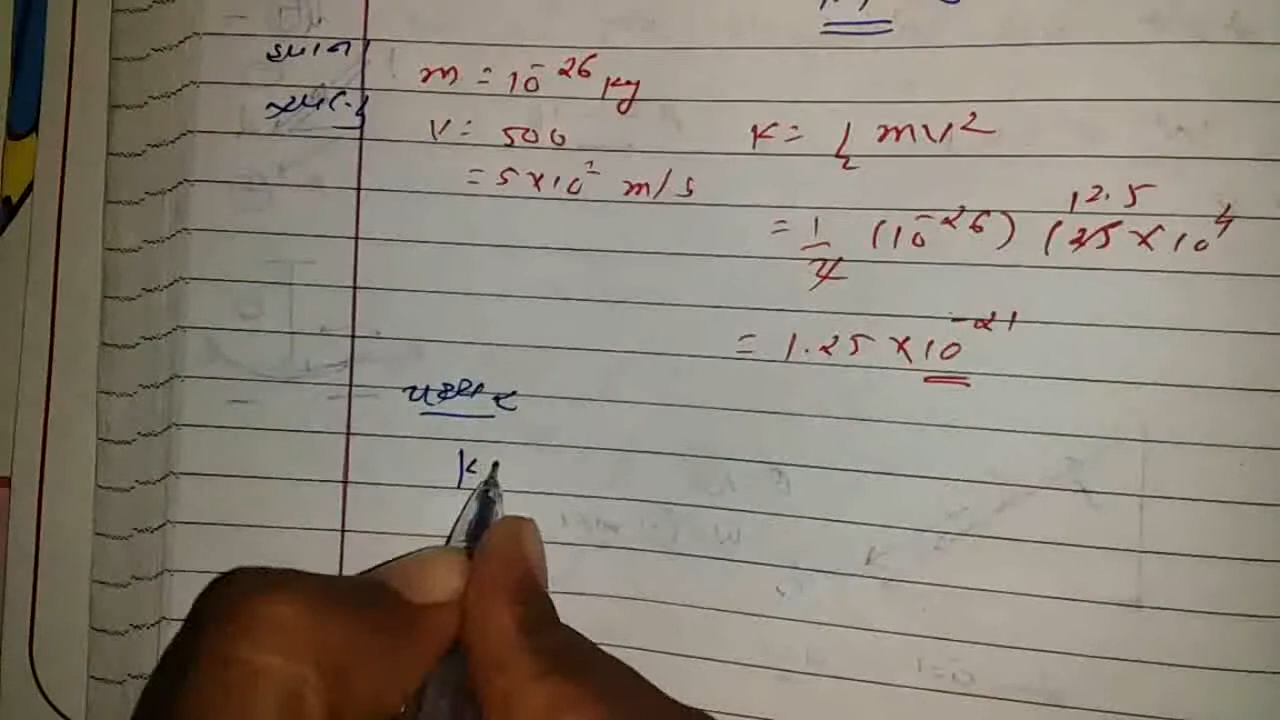 m = 10^-26 kg
V = 500
K = ½ mv²
= 5 × 10² m/s
12.5
= 1/2 (10^-26) (25 × 10^4
= 1.25 × 10^-21
K